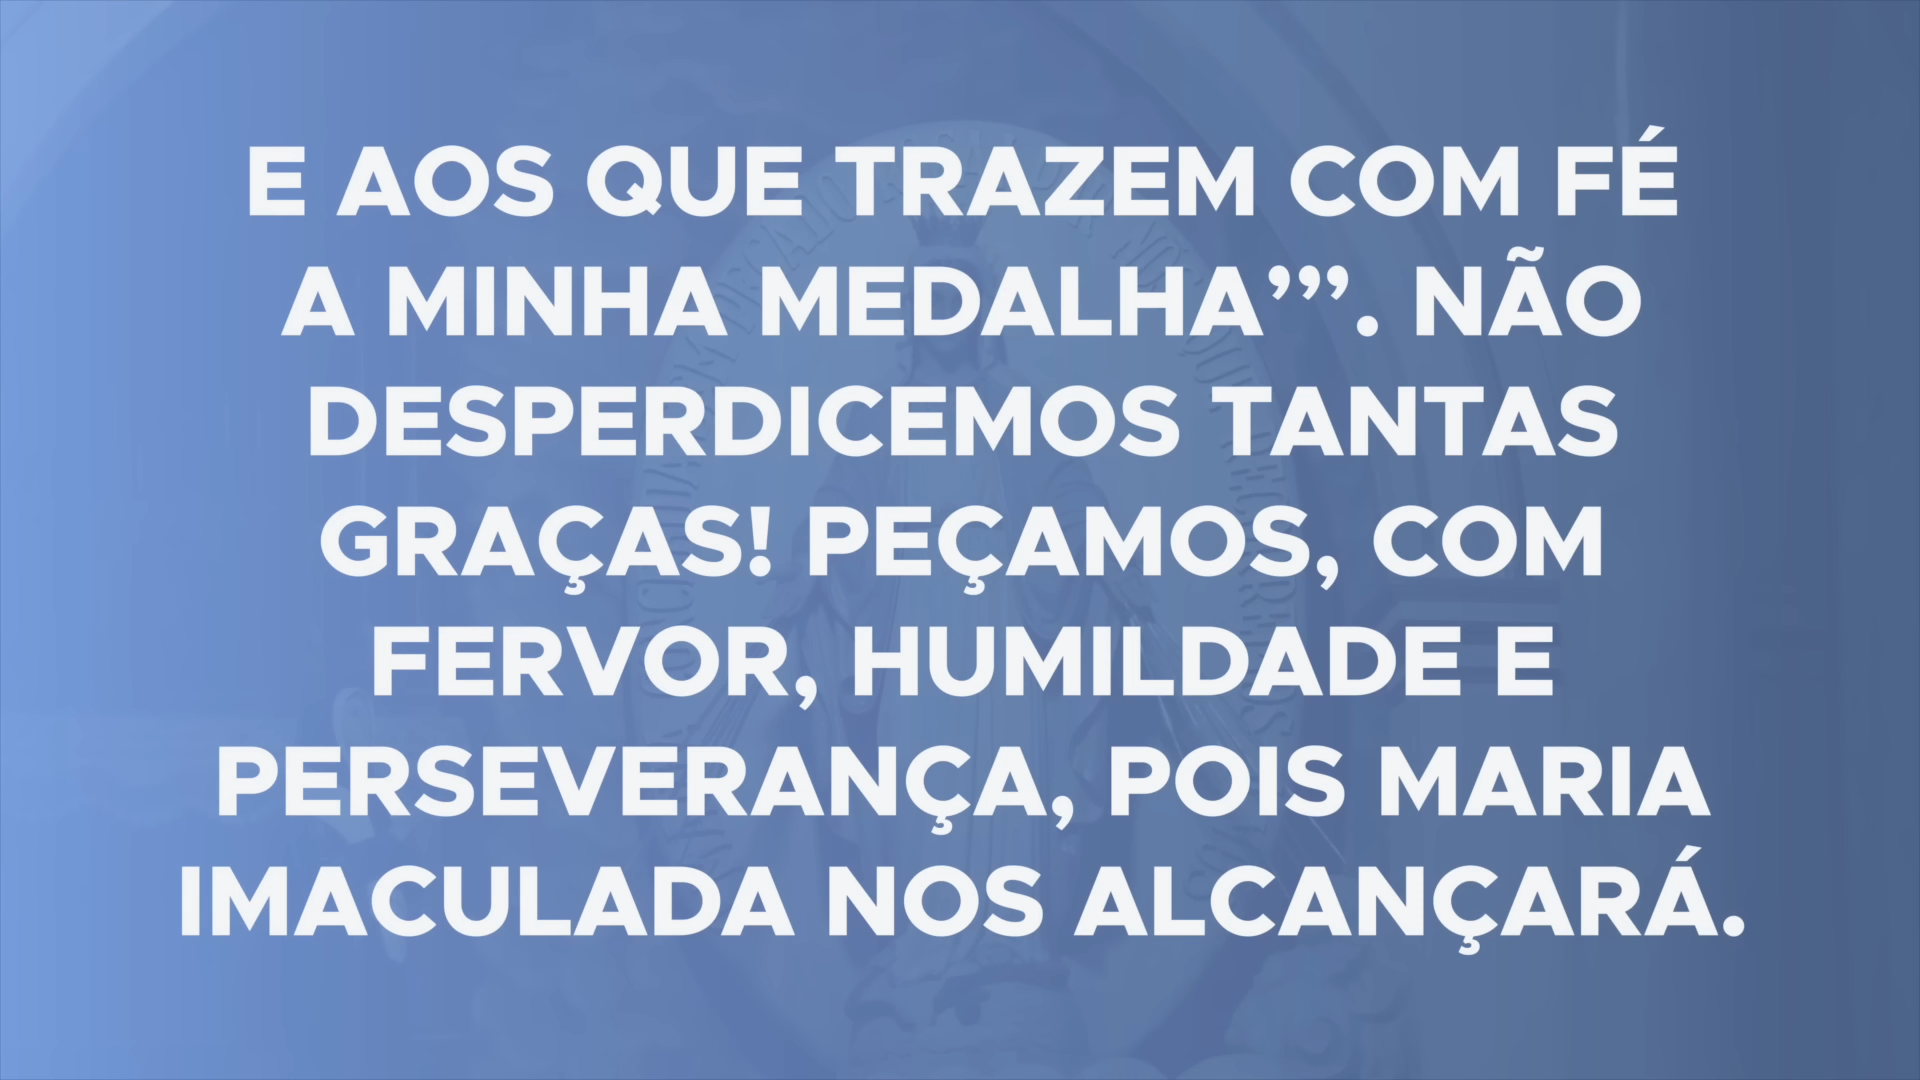 E AOS QUE TRAZEM COM FÉ
A MINHA MEDALHA’”. NÃO
DESPERDICEMOS TANTAS
GRAÇAS! PEÇAMOS, COM
FERVOR, HUMILDADE E
PERSEVERANÇA, POIS MARIA
IMACULADA NOS ALCANÇARÁ.